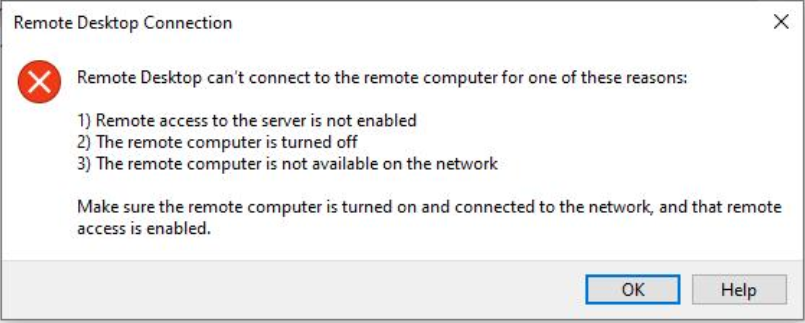 Remote Desktop Connection
Remote Desktop can't connect to the remote computer for one of these reasons:
1) Remote access to the server is not enabled
2) The remote computer is turned off
3) The remote computer is not available on the network
Make sure the remote computer is turned on and connected to the network, and that remote
access is enabled.
OK Help